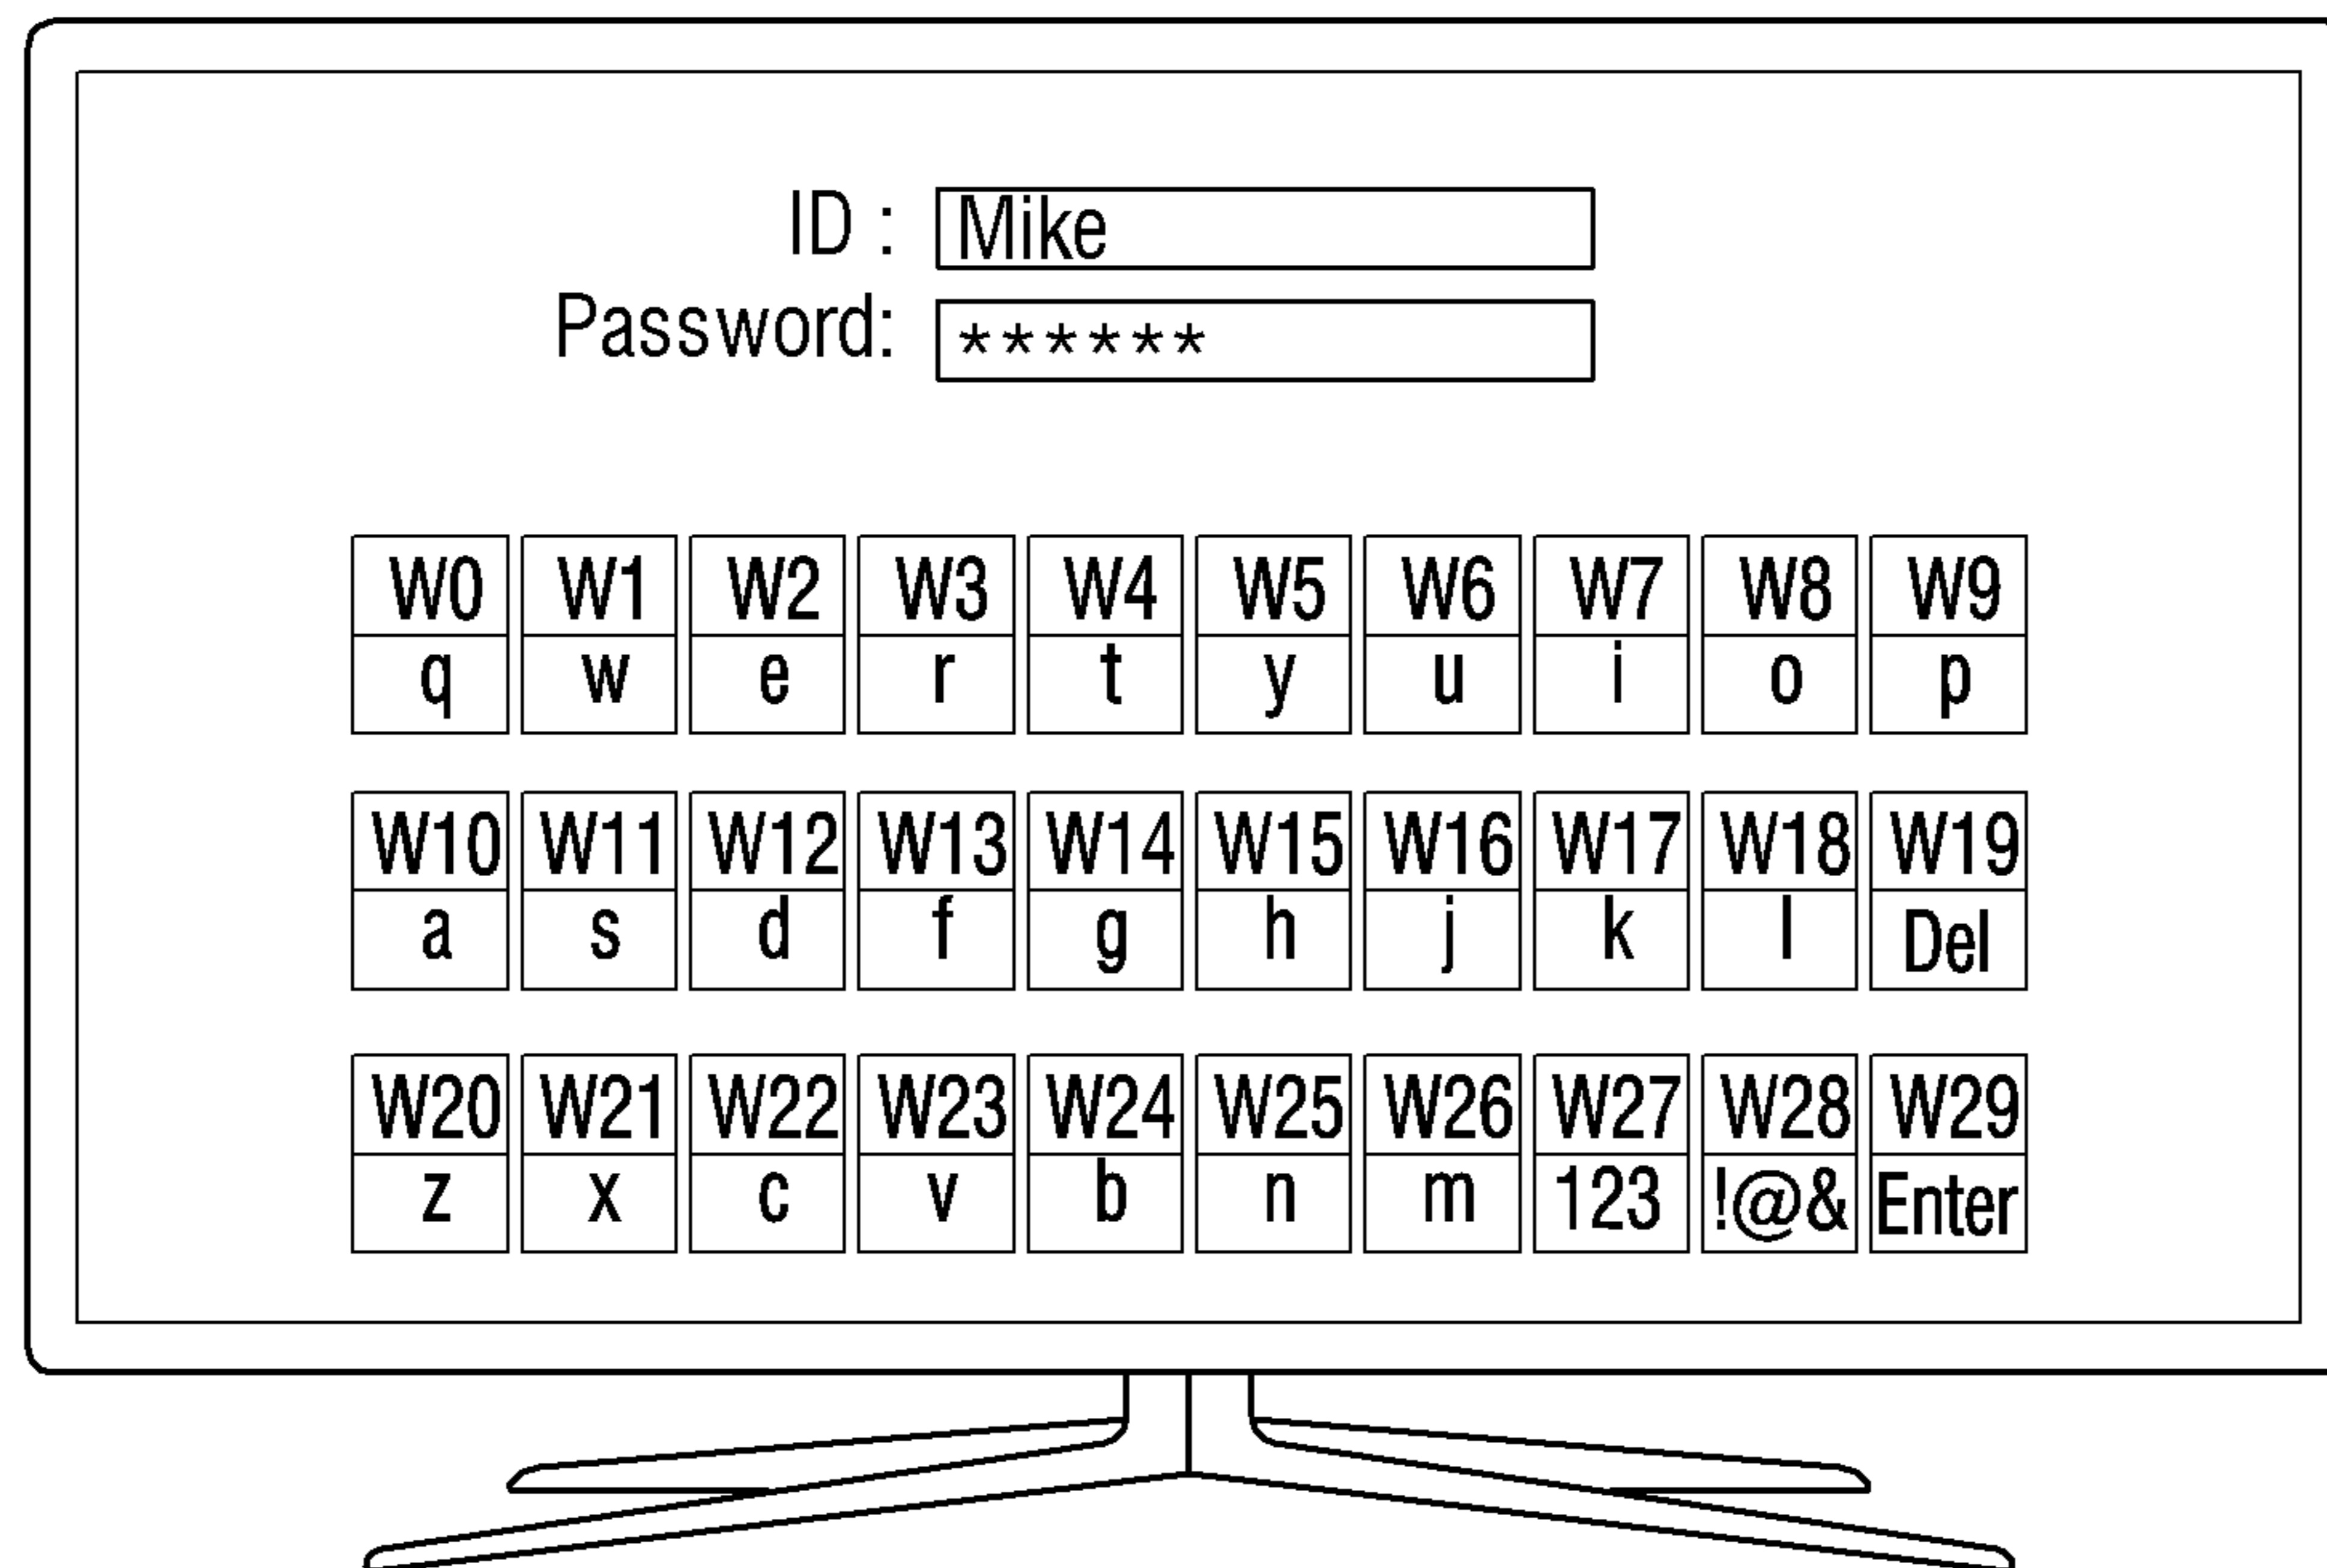 ID : Mike
Password: ******
W0 W1 W2 W3 W4 W5 W6 W7 W8 W9
q w e r t y u i o p
W10 W11 W12 W13 W14 W15 W16 W17 W18 W19
a s d f g h j k l Del
W20 W21 W22 W23 W24 W25 W26 W27 W28 W29
z x c v b n m 123 !@& Enter